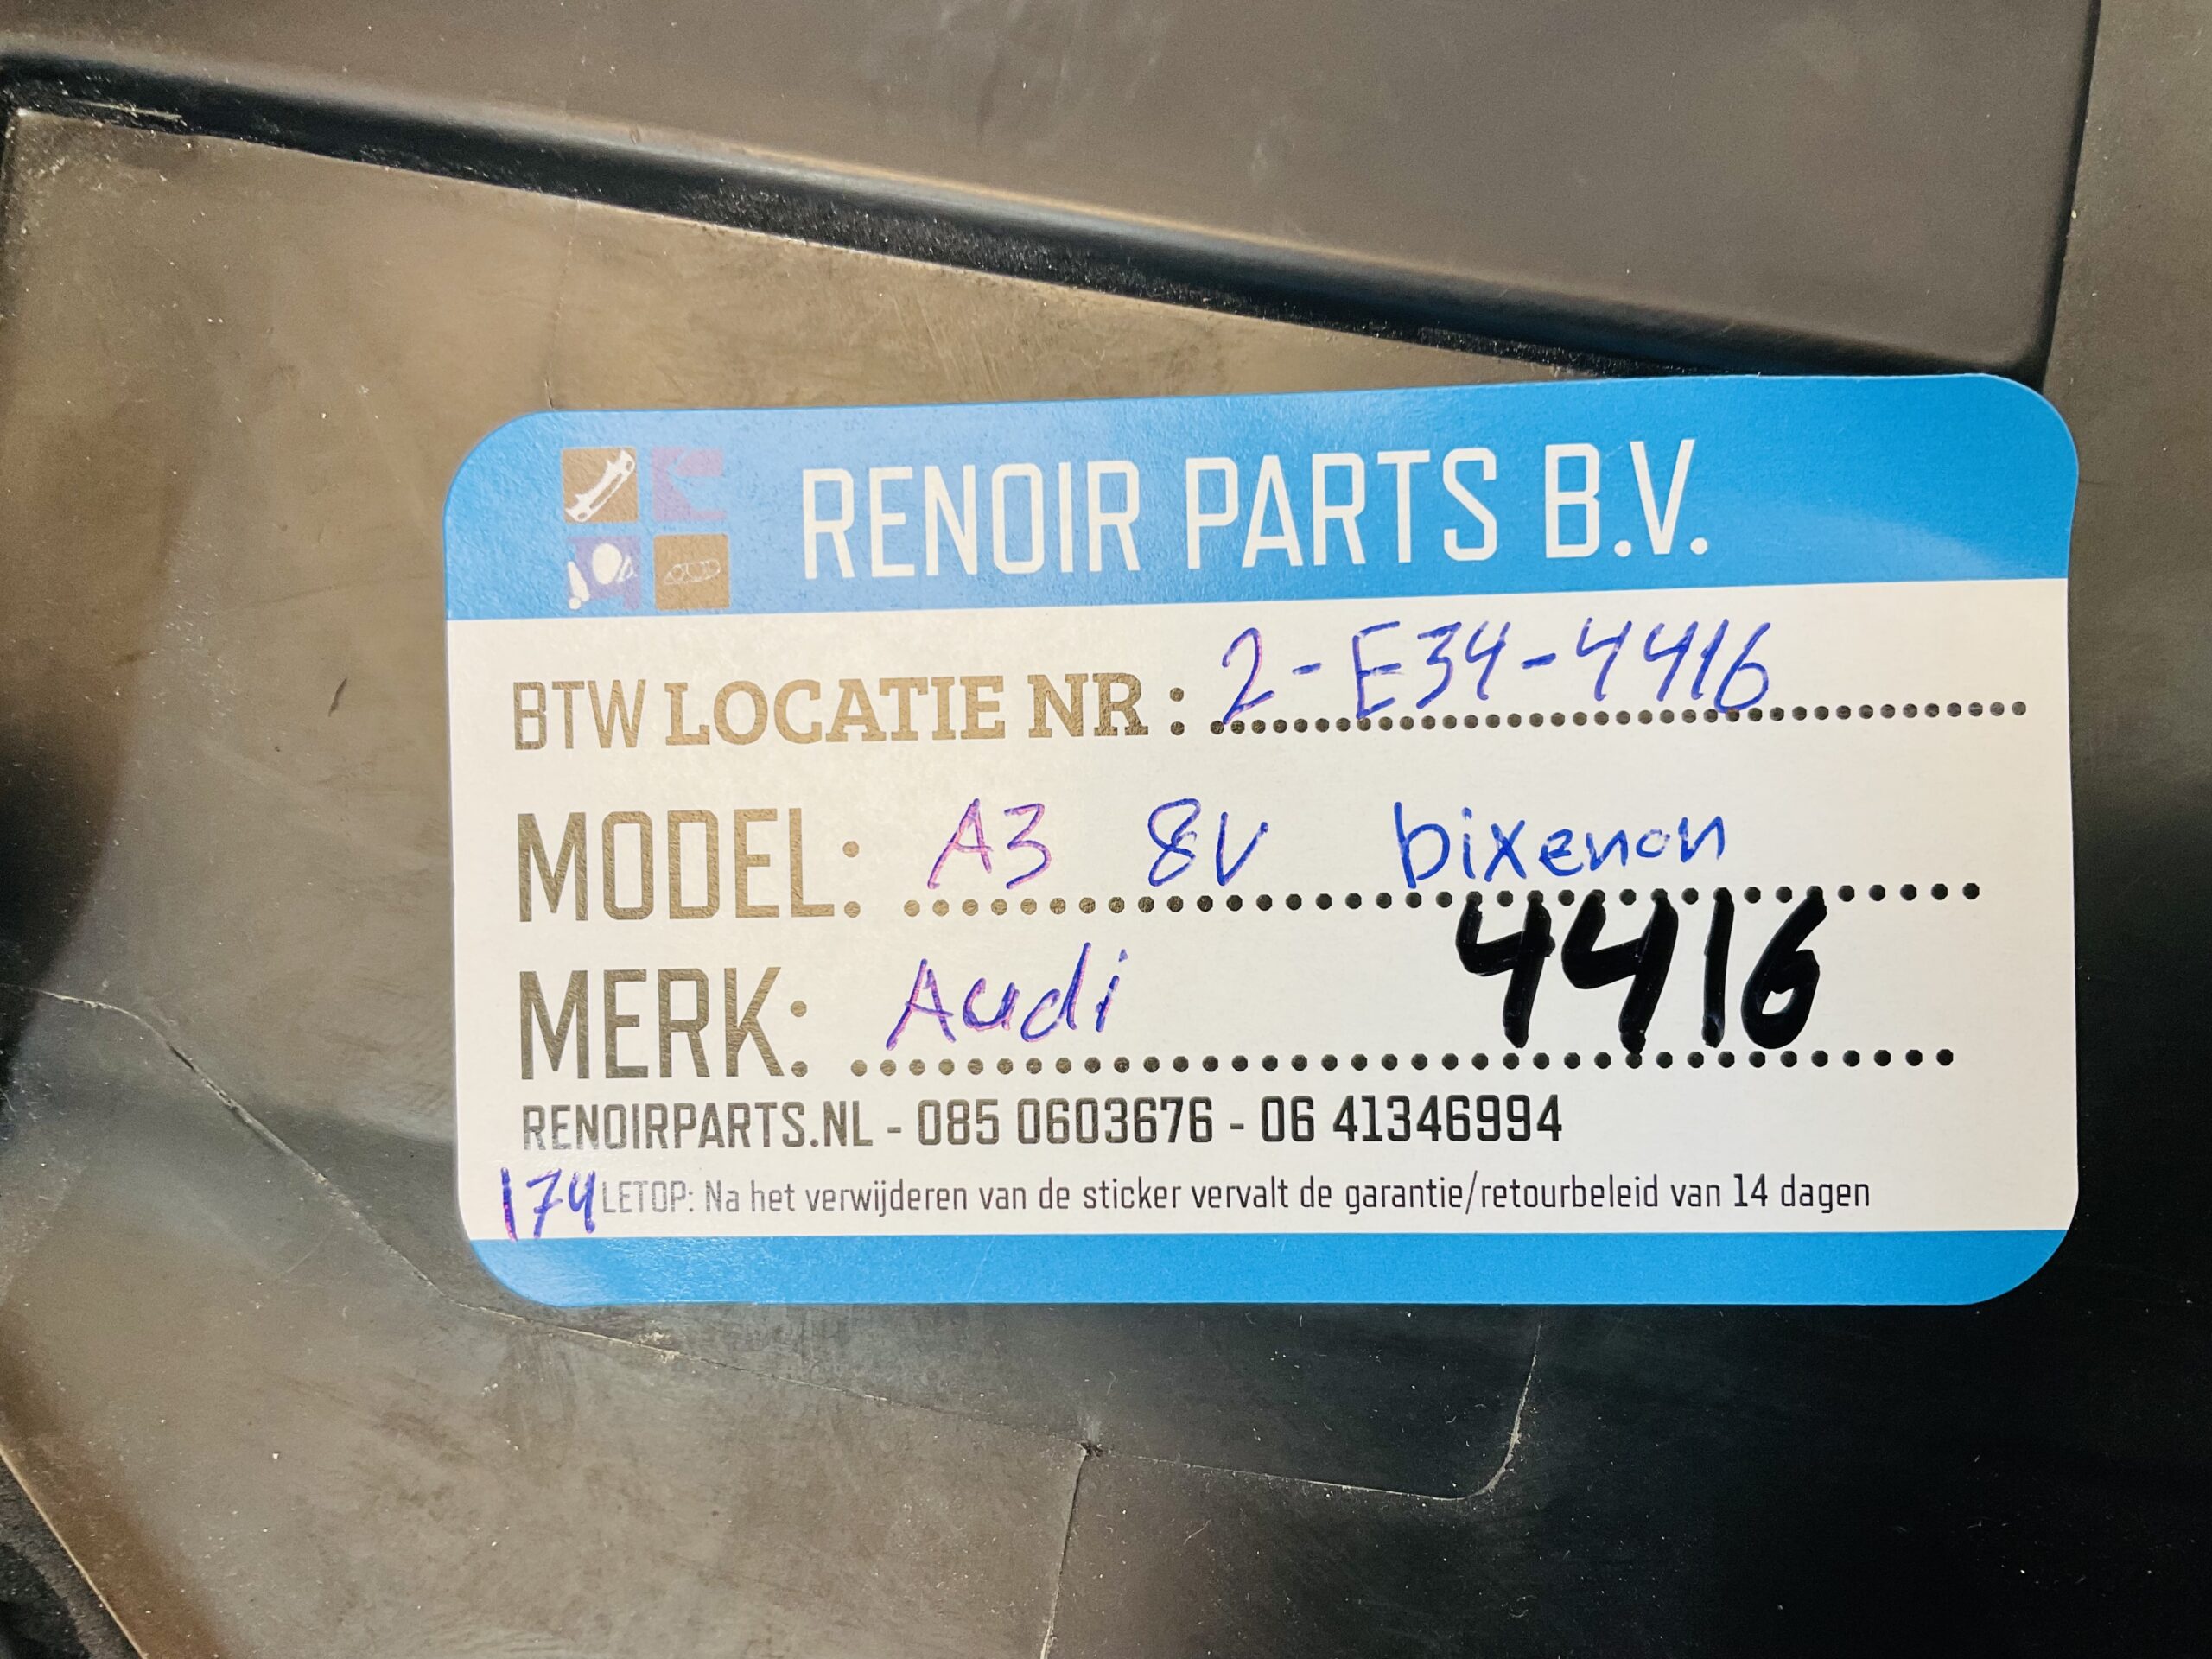 RENOIR PARTS B.V.
BTW LOCATIE NR : 2-E34-4416
MODEL: A3 8V bixenon
MERK: Audi 4416
RENOIRPARTS.NL - 085 0603676 - 06 41346994
174 LETOP: Na het verwijderen van de sticker vervalt de garantie/retourbeleid van 14 dagen